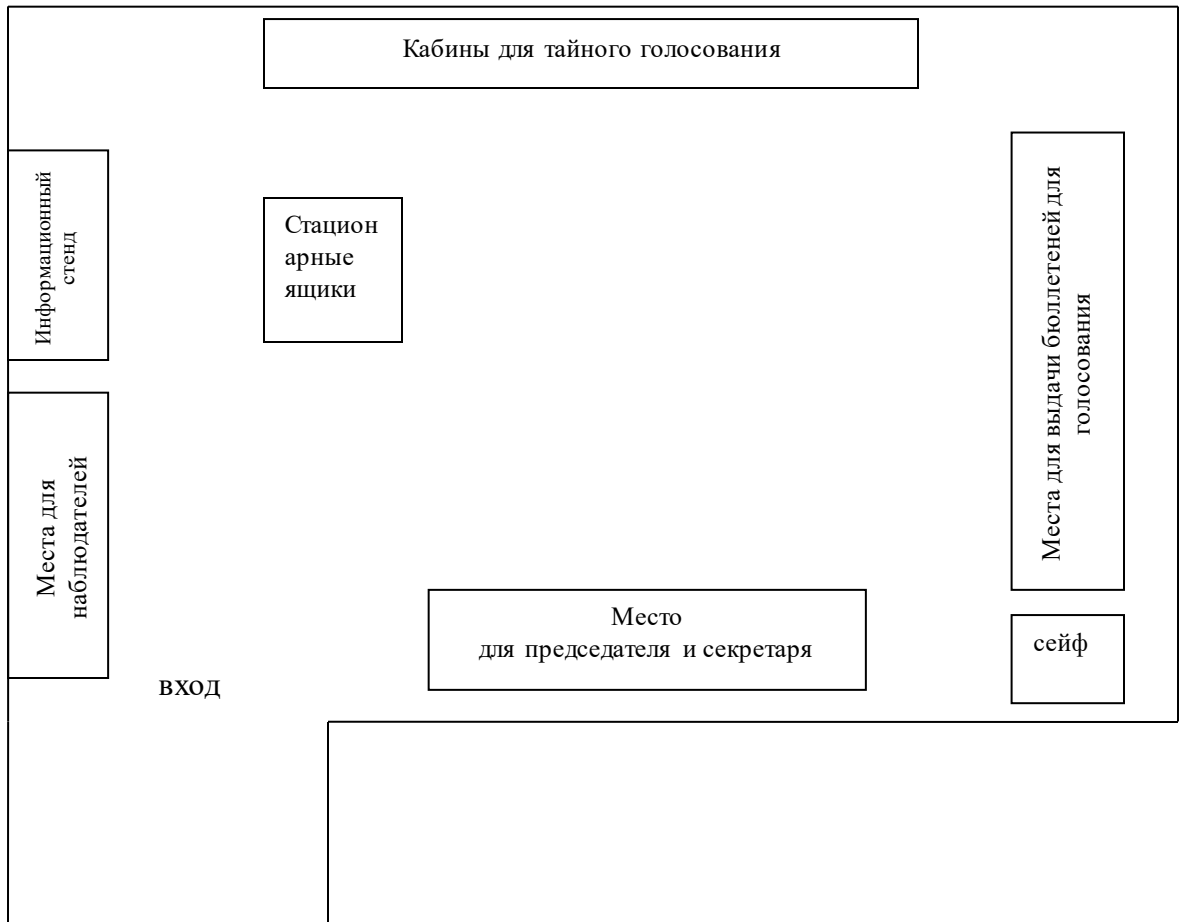 Кабины для тайного голосования
Информационный
стенд
Стацион
арные
ящики
Места для выдачи бюллетеней для
голосования
Места для
наблюдателей
Место
для председателя и секретаря
сейф
вход